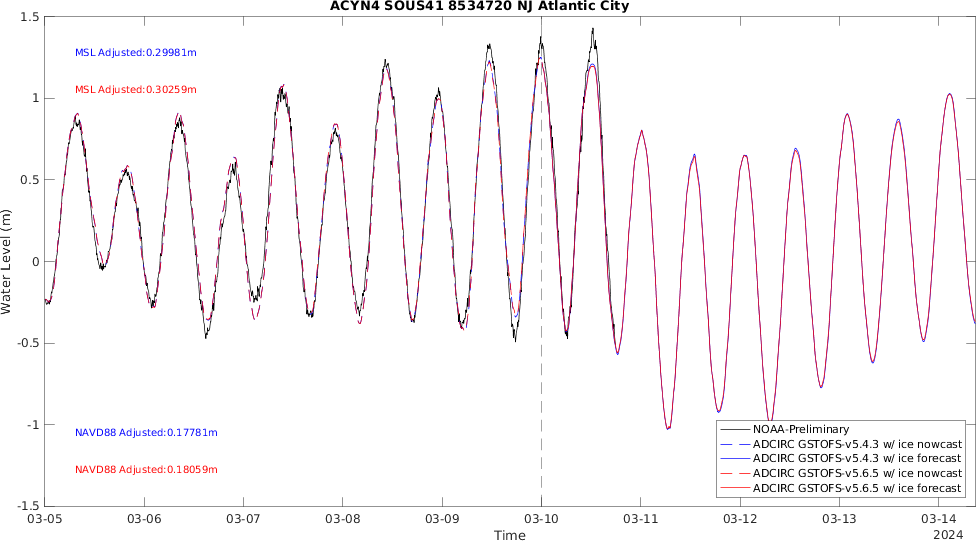 ACYN4 SOUS41 8534720 NJ Atlantic City
1.5
1
0.5
0
-0.5
-1
-1.5
Water Level (m)
MSL Adjusted:0.29981m
MSL Adjusted:0.30259m
NAVD88 Adjusted:0.17781m
NAVD88 Adjusted:0.18059m
NOAA-Preliminary
ADCIRC GSTOFS-v5.4.3 w/ ice nowcast
ADCIRC GSTOFS-v5.4.3 w/ ice forecast
ADCIRC GSTOFS-v5.6.5 w/ ice nowcast
ADCIRC GSTOFS-v5.6.5 w/ ice forecast
03-05 03-06 03-07 03-08 03-09 03-10 03-11 03-12 03-13 03-14
Time
2024